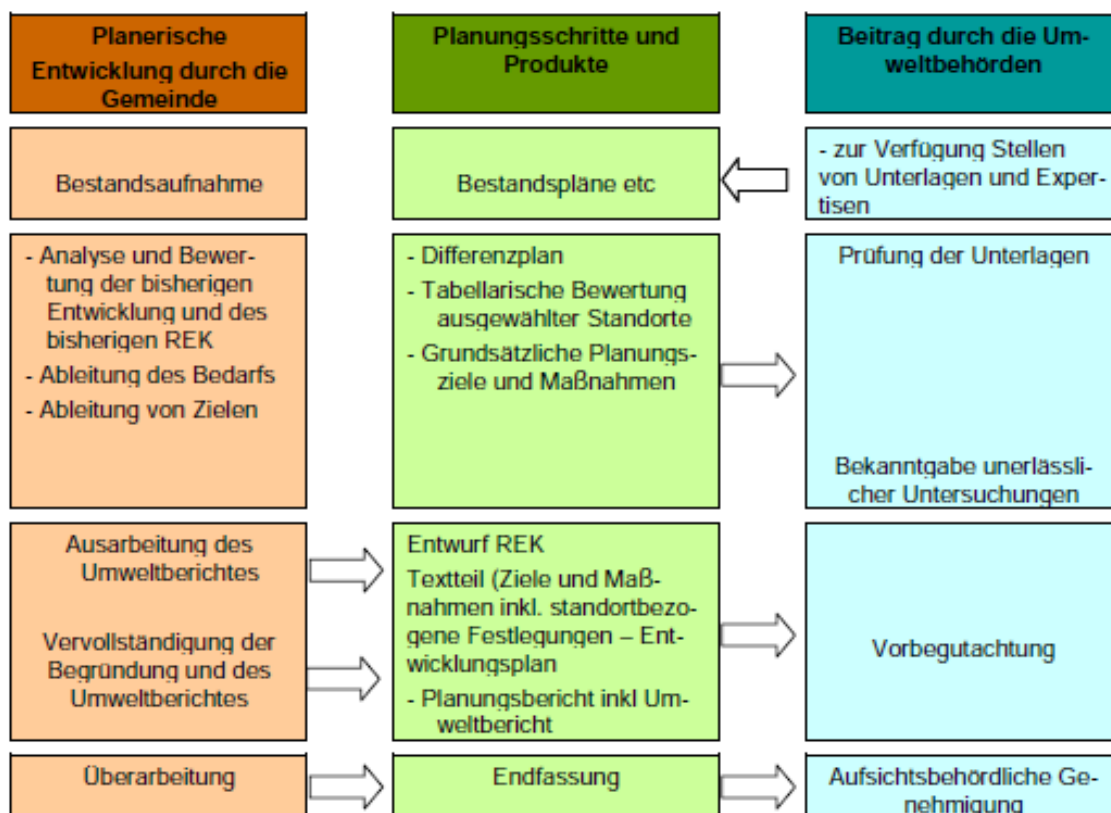 Planerische
Entwicklung durch die
Gemeinde
Planungsschritte und
Produkte
Beitrag durch die Um-
weltbehörden
Bestandsaufnahme
Bestandspläne etc
- zur Verfügung Stellen
von Unterlagen und Exper-
tisen
- Analyse und Bewer-
tung der bisherigen
Entwicklung und des
bisherigen REK
- Ableitung des Bedarfs
- Ableitung von Zielen
- Differenzplan
- Tabellarische Bewertung
ausgewählter Standorte
- Grundsätzliche Planungs-
ziele und Maßnahmen
Prüfung der Unterlagen
Bekanntgabe unerlässli-
cher Untersuchungen
Ausarbeitung des
Umweltberichtes
Vervollständigung der
Begründung und des
Umweltberichtes
Entwurf REK
Textteil (Ziele und Maß-
nahmen inkl. standortbezo-
gene Festlegungen – Ent-
wicklungsplan
- Planungsbericht inkl Um-
weltbericht
Vorbegutachtung
Überarbeitung
Endfassung
Aufsichtsbehördliche Ge-
nehmigung